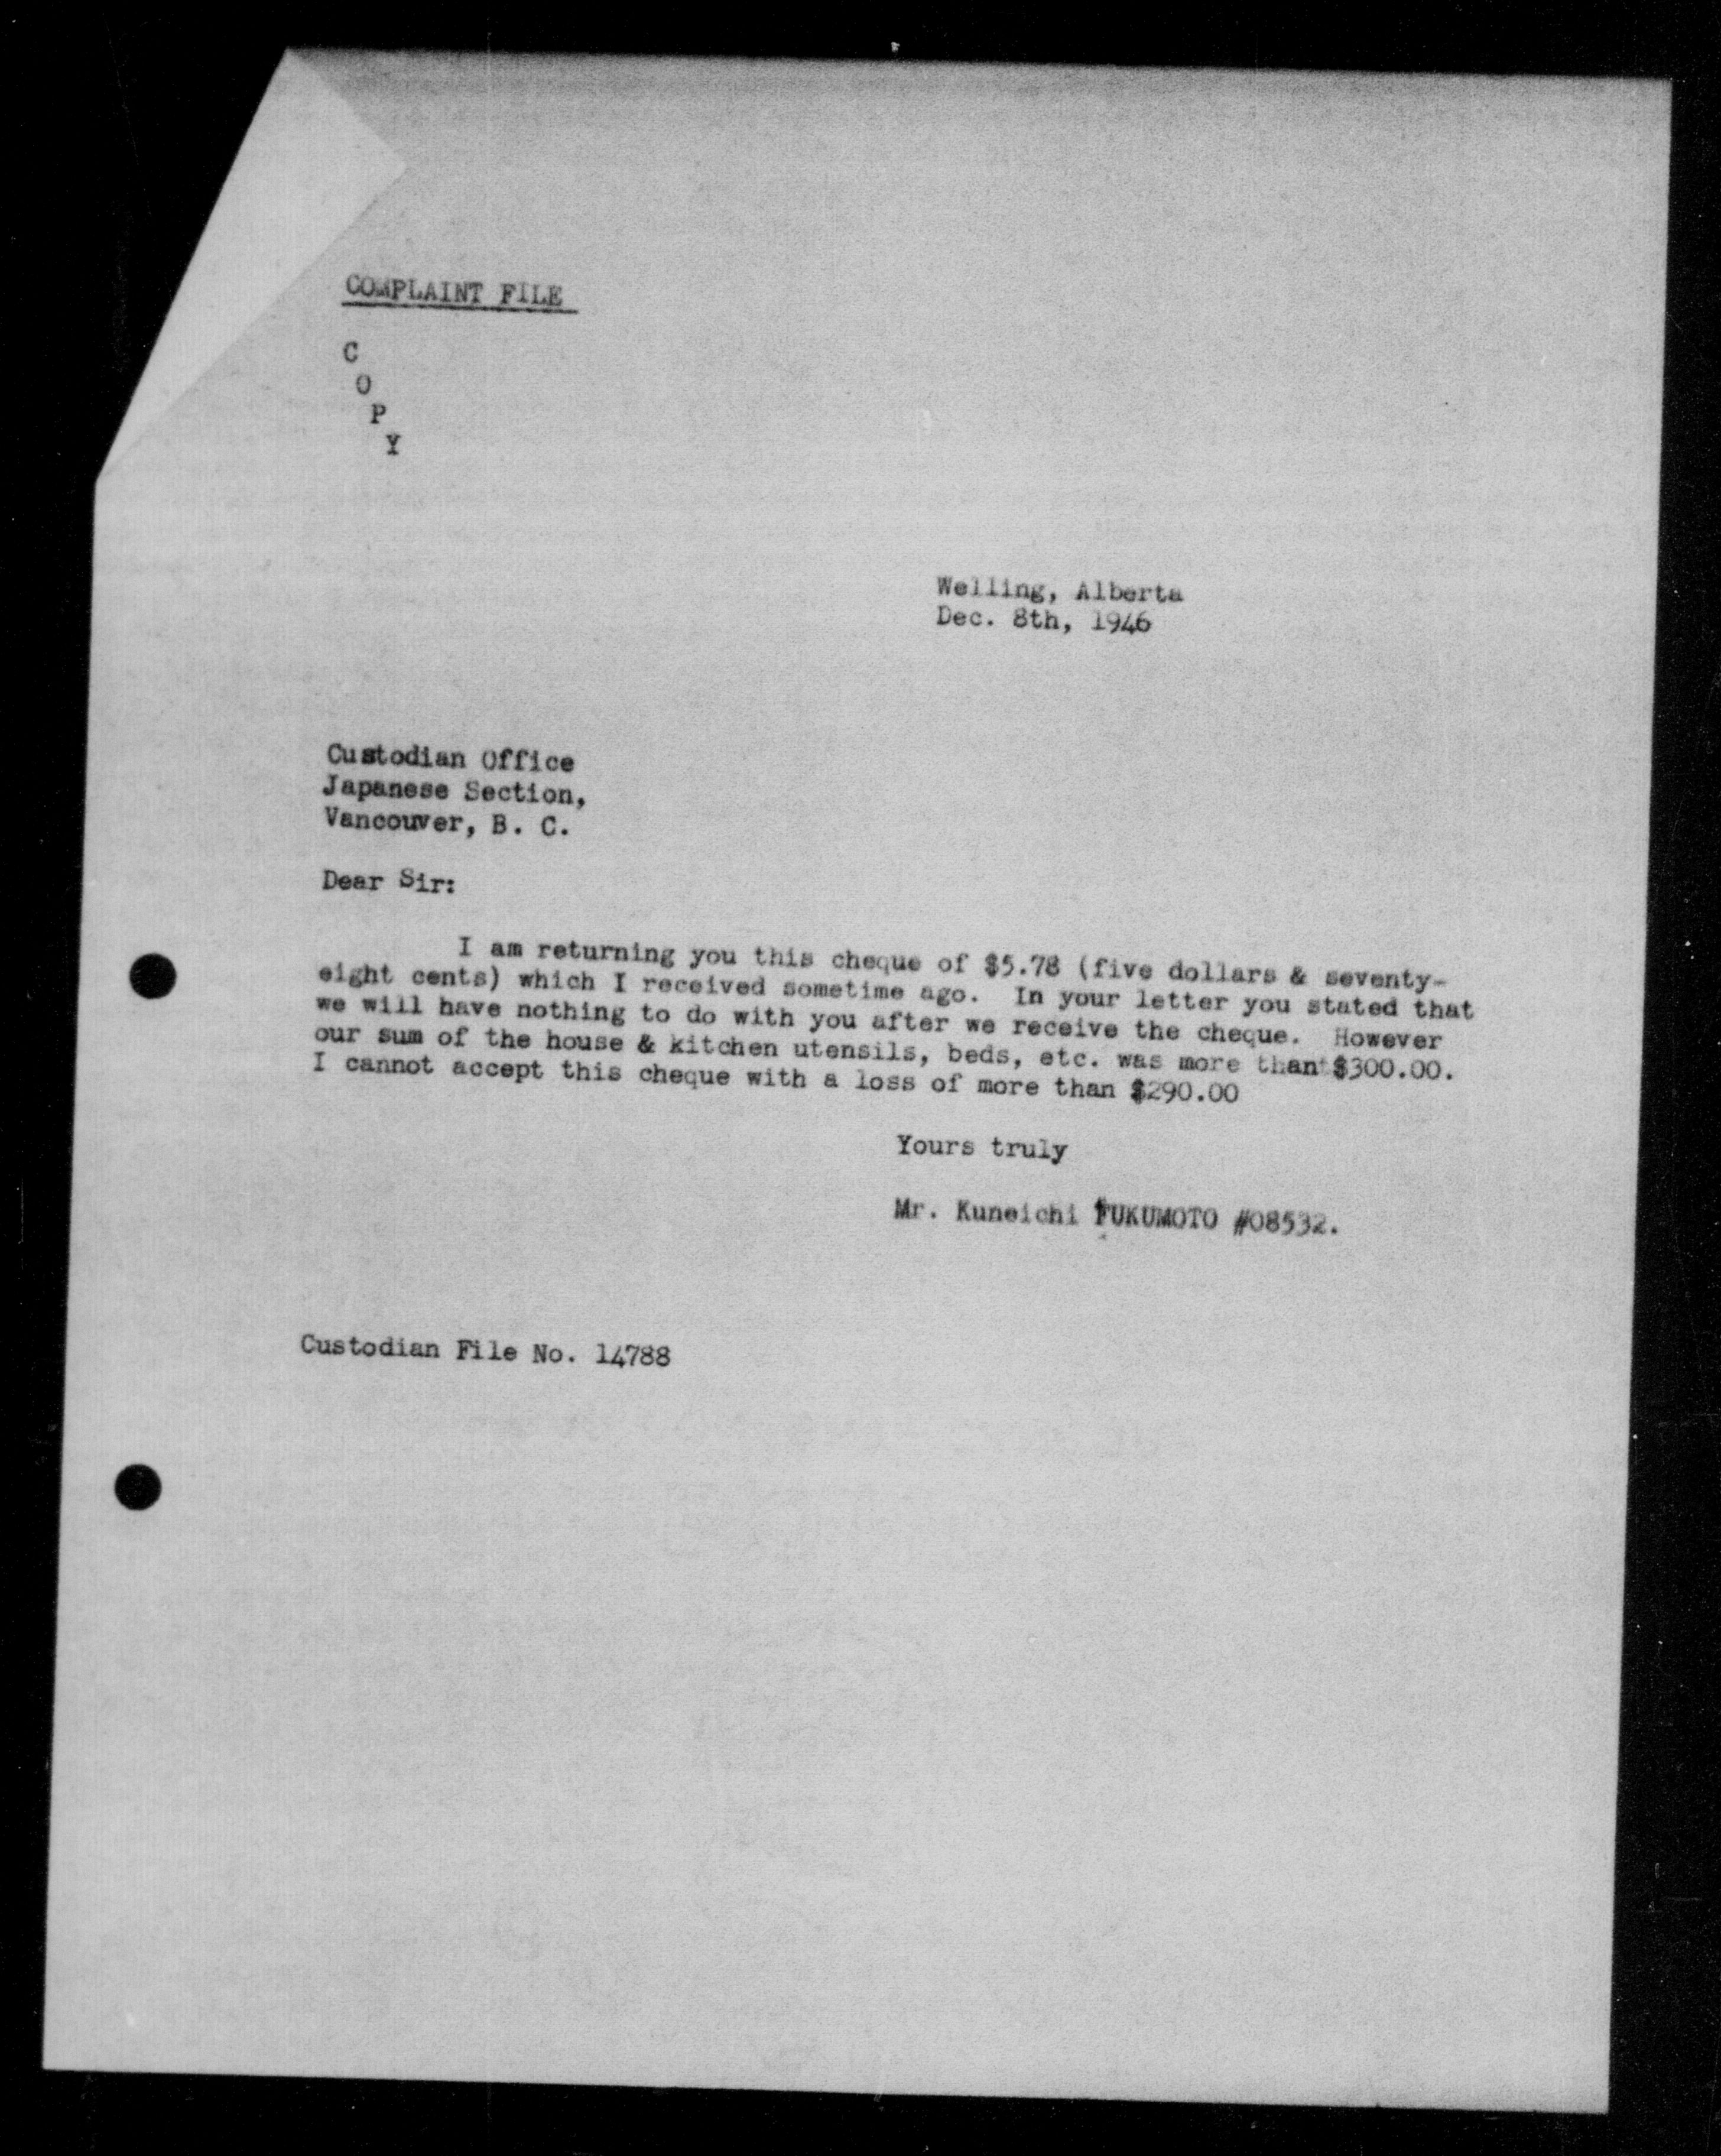 COMPLAINT FILE
C
O
P
Y
Welling, Alberta
Dec. 8th, 1946
Custodian Office
Japanese Section,
Vancouver, B. C.
Dear Sir:
I am returning you this cheque of $5.78 (five dollars & seventy-
eight cents) which I received sometime ago. In your letter you stated that
we will have nothing to do with you after we receive the cheque. However
our sum of the house & kitchen utensils, beds, etc. was more than $300.00.
I cannot accept this cheque with a loss of more than $290.00
Yours truly
Mr. Kuneichi FUKUMOTO #08532.
Custodian File No. 14788